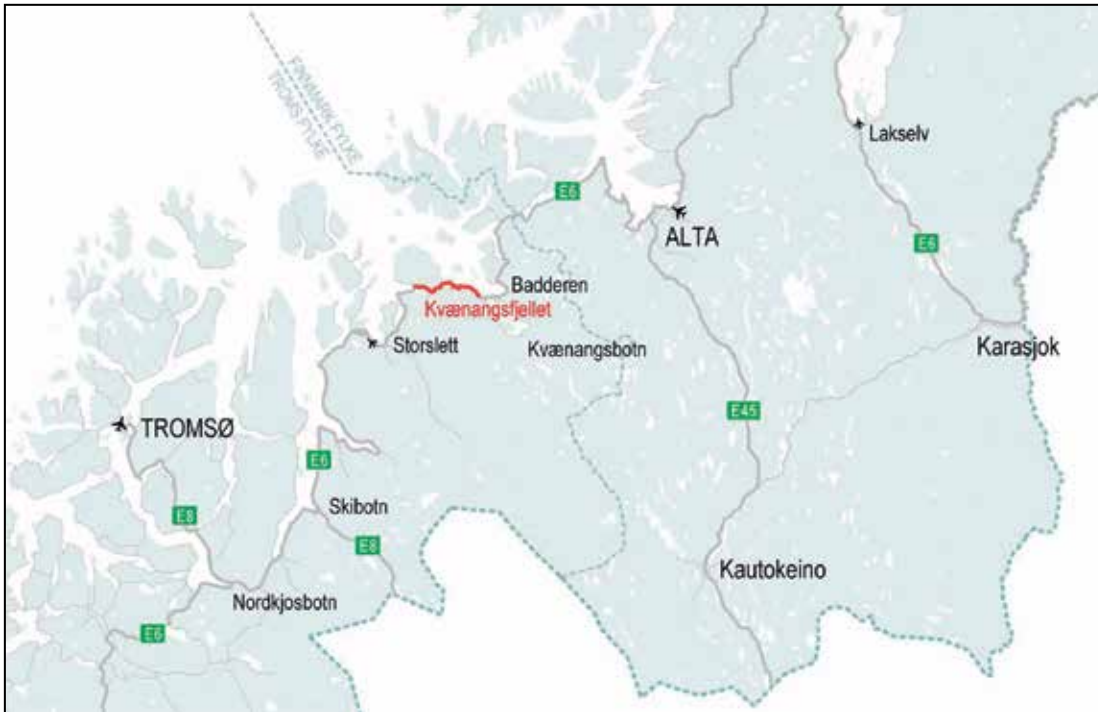 FINNMARK FYLKE
TROMS FYLKE
Lakselv
E6
ALTA
E6
Badderen
Kvænangsfjellet
Storslett
Kvænangsbotn
Karasjok
E45
TROMSØ
E6
Skibotn
E8
E8
Kautokeino
Nordkjosbotn
E6